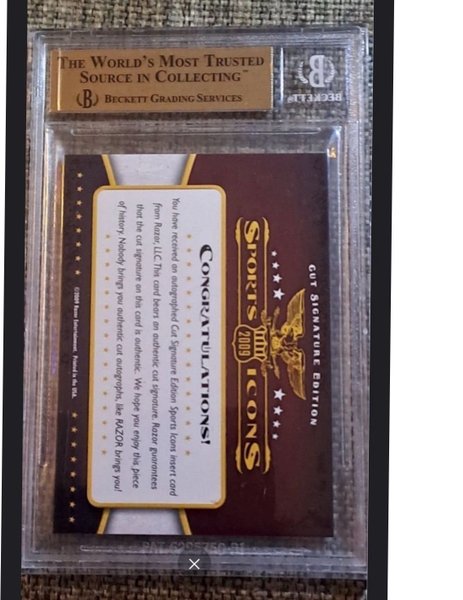 THE WORLD'S MOST TRUSTED
SOURCE IN COLLECTING™
B BECKETT GRADING SERVICES
B
BECKETT
CUT SIGNATURE EDITION
SPORTS ICONS
2009
CONGRATULATIONS!
You have received an autographed Cut Signature Edition Sports Icons insert card
from Razor, LLC. This card bears an authentic cut signature. Razor guarantees
that the cut signature on this card is authentic. We hope you enjoy this piece
of history. Nobody brings you authentic cut autographs, like RAZOR brings you!
©2009 Razor Entertainment. Printed in the USA.